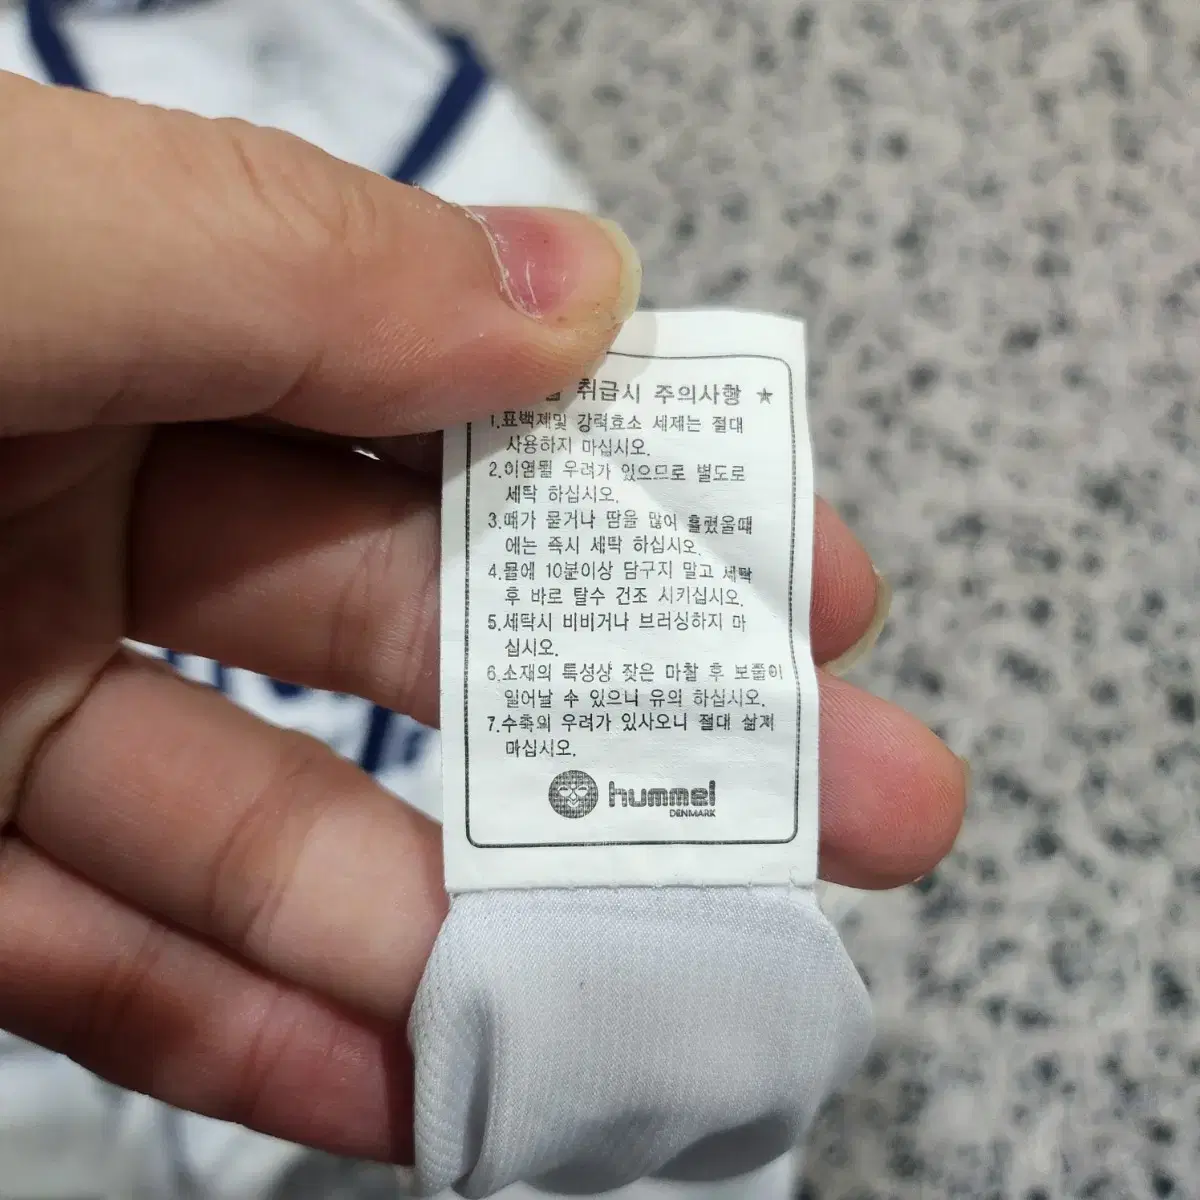 취급시 주의사항 ★
1.표백제및 강력효소 세제는 절대
사용하지 마십시오.
2.이염될 우려가 있으므로 별도로
세탁 하십시오.
3.때가 묻거나 땀을 많이 흘렸을때
에는 즉시 세탁 하십시오.
4.물에 10분이상 담구지 말고 세탁
후 바로 탈수 건조 시키십시오.
5.세탁시 비비거나 브러싱하지 마
십시오.
6.소재의 특성상 잦은 마찰 후 보풀이
일어날 수 있으니 유의 하십시오.
7.수축의 우려가 있사오니 절대 삶지
마십시오.
hummel
DENMARK